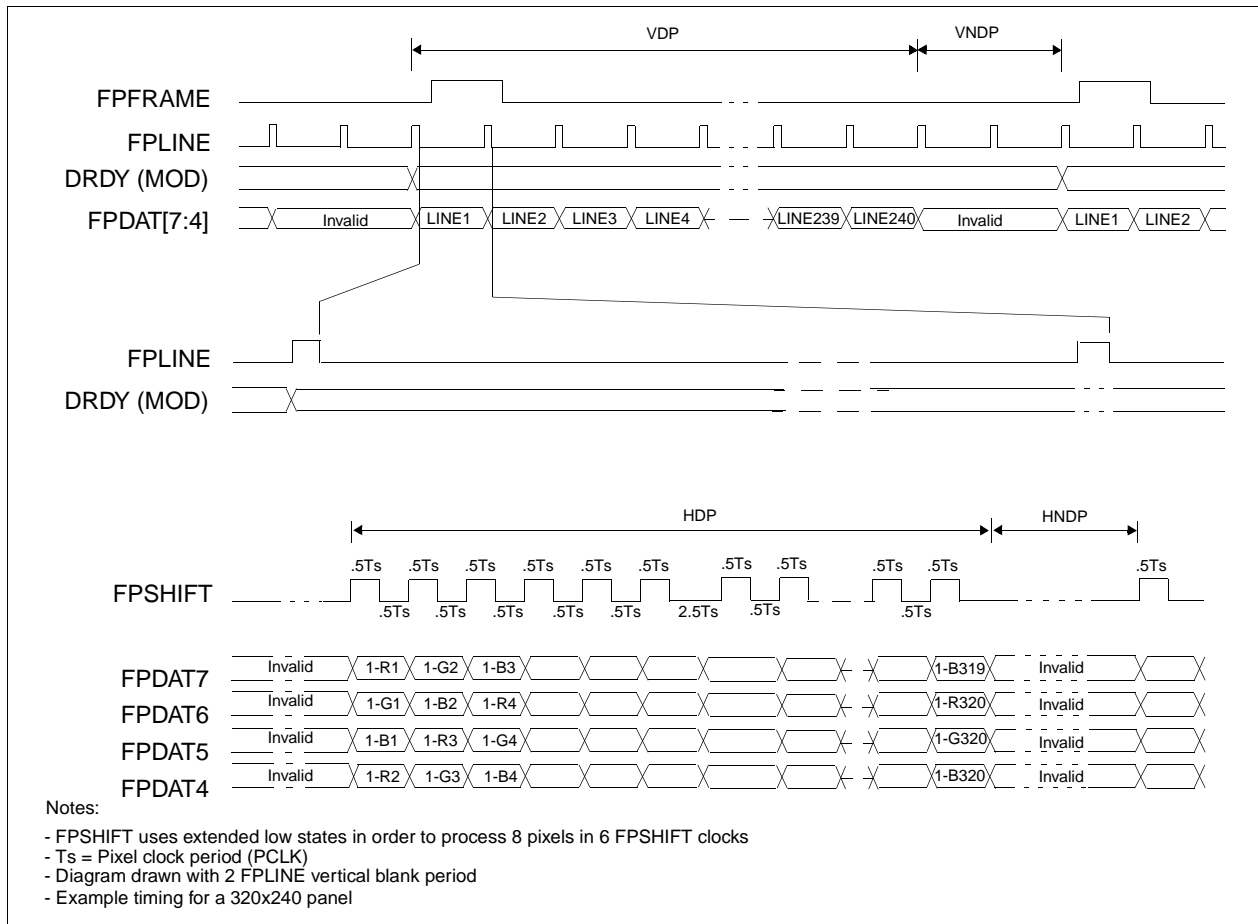 VDP VNDP
FPFRAME
FPLINE
DRDY (MOD)
FPDAT[7:4] Invalid LINE1 LINE2 LINE3 LINE4 LINE239 LINE240 Invalid LINE1 LINE2
FPLINE
DRDY (MOD)
HDP HNDP
.5Ts .5Ts .5Ts .5Ts .5Ts .5Ts .5Ts .5Ts .5Ts .5Ts .5Ts
FPSHIFT
.5Ts .5Ts .5Ts .5Ts .5Ts 2.5Ts .5Ts .5Ts
FPDAT7 Invalid 1-R1 1-G2 1-B3 1-B319 Invalid
FPDAT6 Invalid 1-G1 1-B2 1-R4 1-R320 Invalid
FPDAT5 Invalid 1-B1 1-R3 1-G4 1-G320 Invalid
FPDAT4 Invalid 1-R2 1-G3 1-B4 1-B320 Invalid
Notes:
- FPSHIFT uses extended low states in order to process 8 pixels in 6 FPSHIFT clocks
- Ts = Pixel clock period (PCLK)
- Diagram drawn with 2 FPLINE vertical blank period
- Example timing for a 320x240 panel